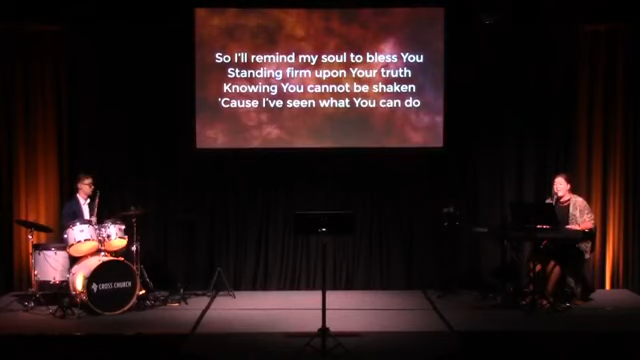 So I'll remind my soul to bless You
Standing firm upon Your truth
Knowing You cannot be shaken
'Cause I've seen what You can do
CROSS CHURCH